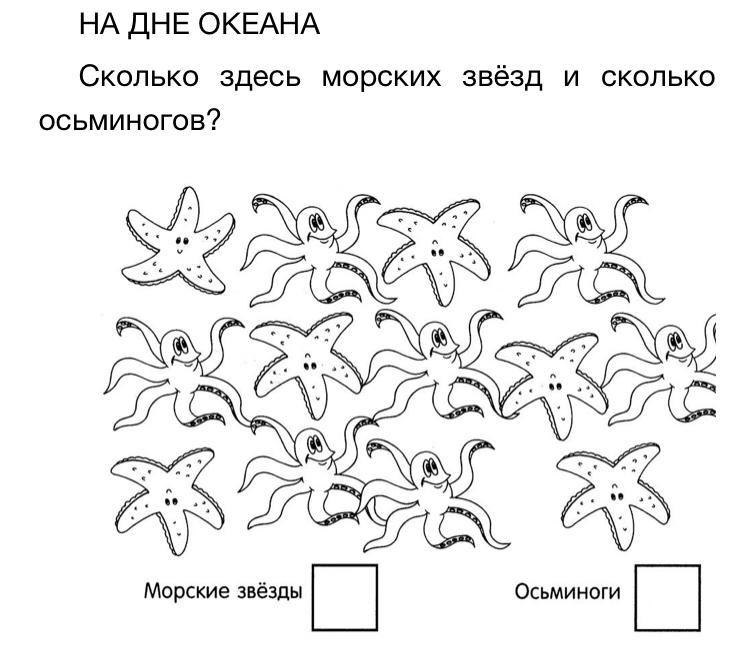 НА ДНЕ ОКЕАНА
Сколько здесь морских звёзд и сколько
осьминогов?
Морские звёзды
Осьминоги